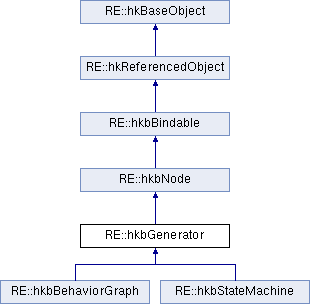 RE::hkBaseObject
RE::hkReferencedObject
RE::hkbBindable
RE::hkbNode
RE::hkbGenerator
RE::hkbBehaviorGraph
RE::hkbStateMachine